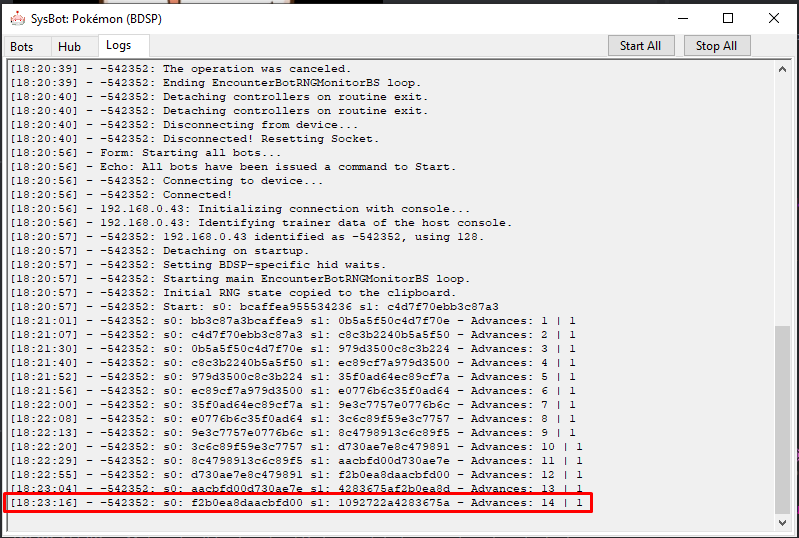 SysBot: Pokémon (BDSP)
Bots Hub Logs Start All Stop All
[18:20:39] - -542352: The operation was canceled.
[18:20:39] - -542352: Ending EncounterBotRNGMonitorBS loop.
[18:20:40] - -542352: Detaching controllers on routine exit.
[18:20:40] - -542352: Detaching controllers on routine exit.
[18:20:40] - -542352: Disconnecting from device...
[18:20:40] - -542352: Disconnected! Resetting Socket.
[18:20:56] - Form: Starting all bots...
[18:20:56] - Echo: All bots have been issued a command to Start.
[18:20:56] - -542352: Connecting to device...
[18:20:56] - -542352: Connected!
[18:20:56] - 192.168.0.43: Initializing connection with console...
[18:20:56] - 192.168.0.43: Identifying trainer data of the host console.
[18:20:57] - -542352: 192.168.0.43 identified as -542352, using 128.
[18:20:57] - -542352: Detaching on startup.
[18:20:57] - -542352: Setting BDSP-specific hid waits.
[18:20:57] - -542352: Starting main EncounterBotRNGMonitorBS loop.
[18:20:57] - -542352: Initial RNG state copied to the clipboard.
[18:20:57] - -542352: Start: s0: bcaffea955534236 s1: c4d7f70ebb3c87a3
[18:21:01] - -542352: s0: bb3c87a3bcaffea9 s1: 0b5a5f50c4d7f70e - Advances: 1 | 1
[18:21:07] - -542352: s0: c4d7f70ebb3c87a3 s1: c8c3b2240b5a5f50 - Advances: 2 | 1
[18:21:30] - -542352: s0: 0b5a5f50c4d7f70e s1: 979d3500c8c3b224 - Advances: 3 | 1
[18:21:40] - -542352: s0: c8c3b2240b5a5f50 s1: ec89cf7a979d3500 - Advances: 4 | 1
[18:21:52] - -542352: s0: 979d3500c8c3b224 s1: 35f0ad64ec89cf7a - Advances: 5 | 1
[18:21:56] - -542352: s0: ec89cf7a979d3500 s1: e0776b6c35f0ad64 - Advances: 6 | 1
[18:22:00] - -542352: s0: 35f0ad64ec89cf7a s1: 9e3c7757e0776b6c - Advances: 7 | 1
[18:22:08] - -542352: s0: e0776b6c35f0ad64 s1: 3c6c89f59e3c7757 - Advances: 8 | 1
[18:22:13] - -542352: s0: 9e3c7757e0776b6c s1: 8c4798913c6c89f5 - Advances: 9 | 1
[18:22:20] - -542352: s0: 3c6c89f59e3c7757 s1: d730ae7e8c479891 - Advances: 10 | 1
[18:22:29] - -542352: s0: 8c4798913c6c89f5 s1: aacbfd00d730ae7e - Advances: 11 | 1
[18:22:55] - -542352: s0: d730ae7e8c479891 s1: f2b0ea8daacbfd00 - Advances: 12 | 1
[18:23:04] - -542352: s0: aacbfd00d730ae7e s1: 4283675af2b0ea8d - Advances: 13 | 1
[18:23:16] - -542352: s0: f2b0ea8daacbfd00 s1: 1092722a4283675a - Advances: 14 | 1